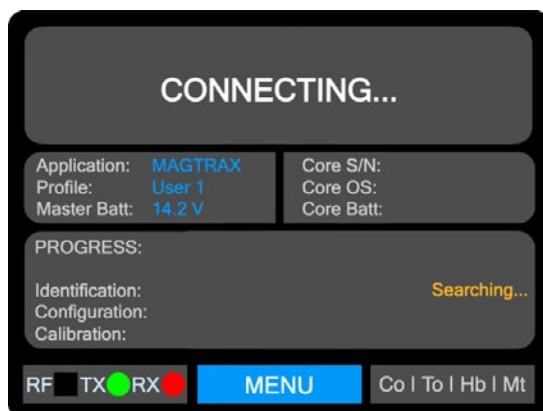 CONNECTING...
Application: MAGTRAX
Profile: User 1
Master Batt: 14.2 V
Core S/N:
Core OS:
Core Batt:
PROGRESS:
Identification: Searching...
Configuration:
Calibration:
RF TX RX MENU Co | To | Hb | Mt